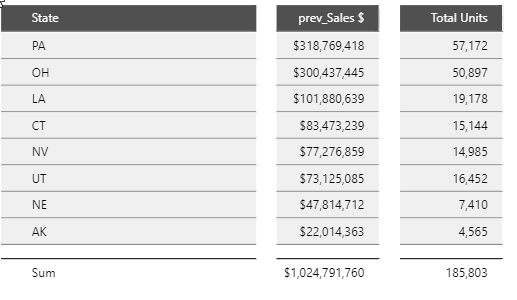 State prev_Sales $ Total Units
PA $318,769,418 57,172
OH $300,437,445 50,897
LA $101,880,639 19,178
CT $83,473,239 15,144
NV $77,276,859 14,985
UT $73,125,085 16,452
NE $47,814,712 7,410
AK $22,014,363 4,565
Sum $1,024,791,760 185,803